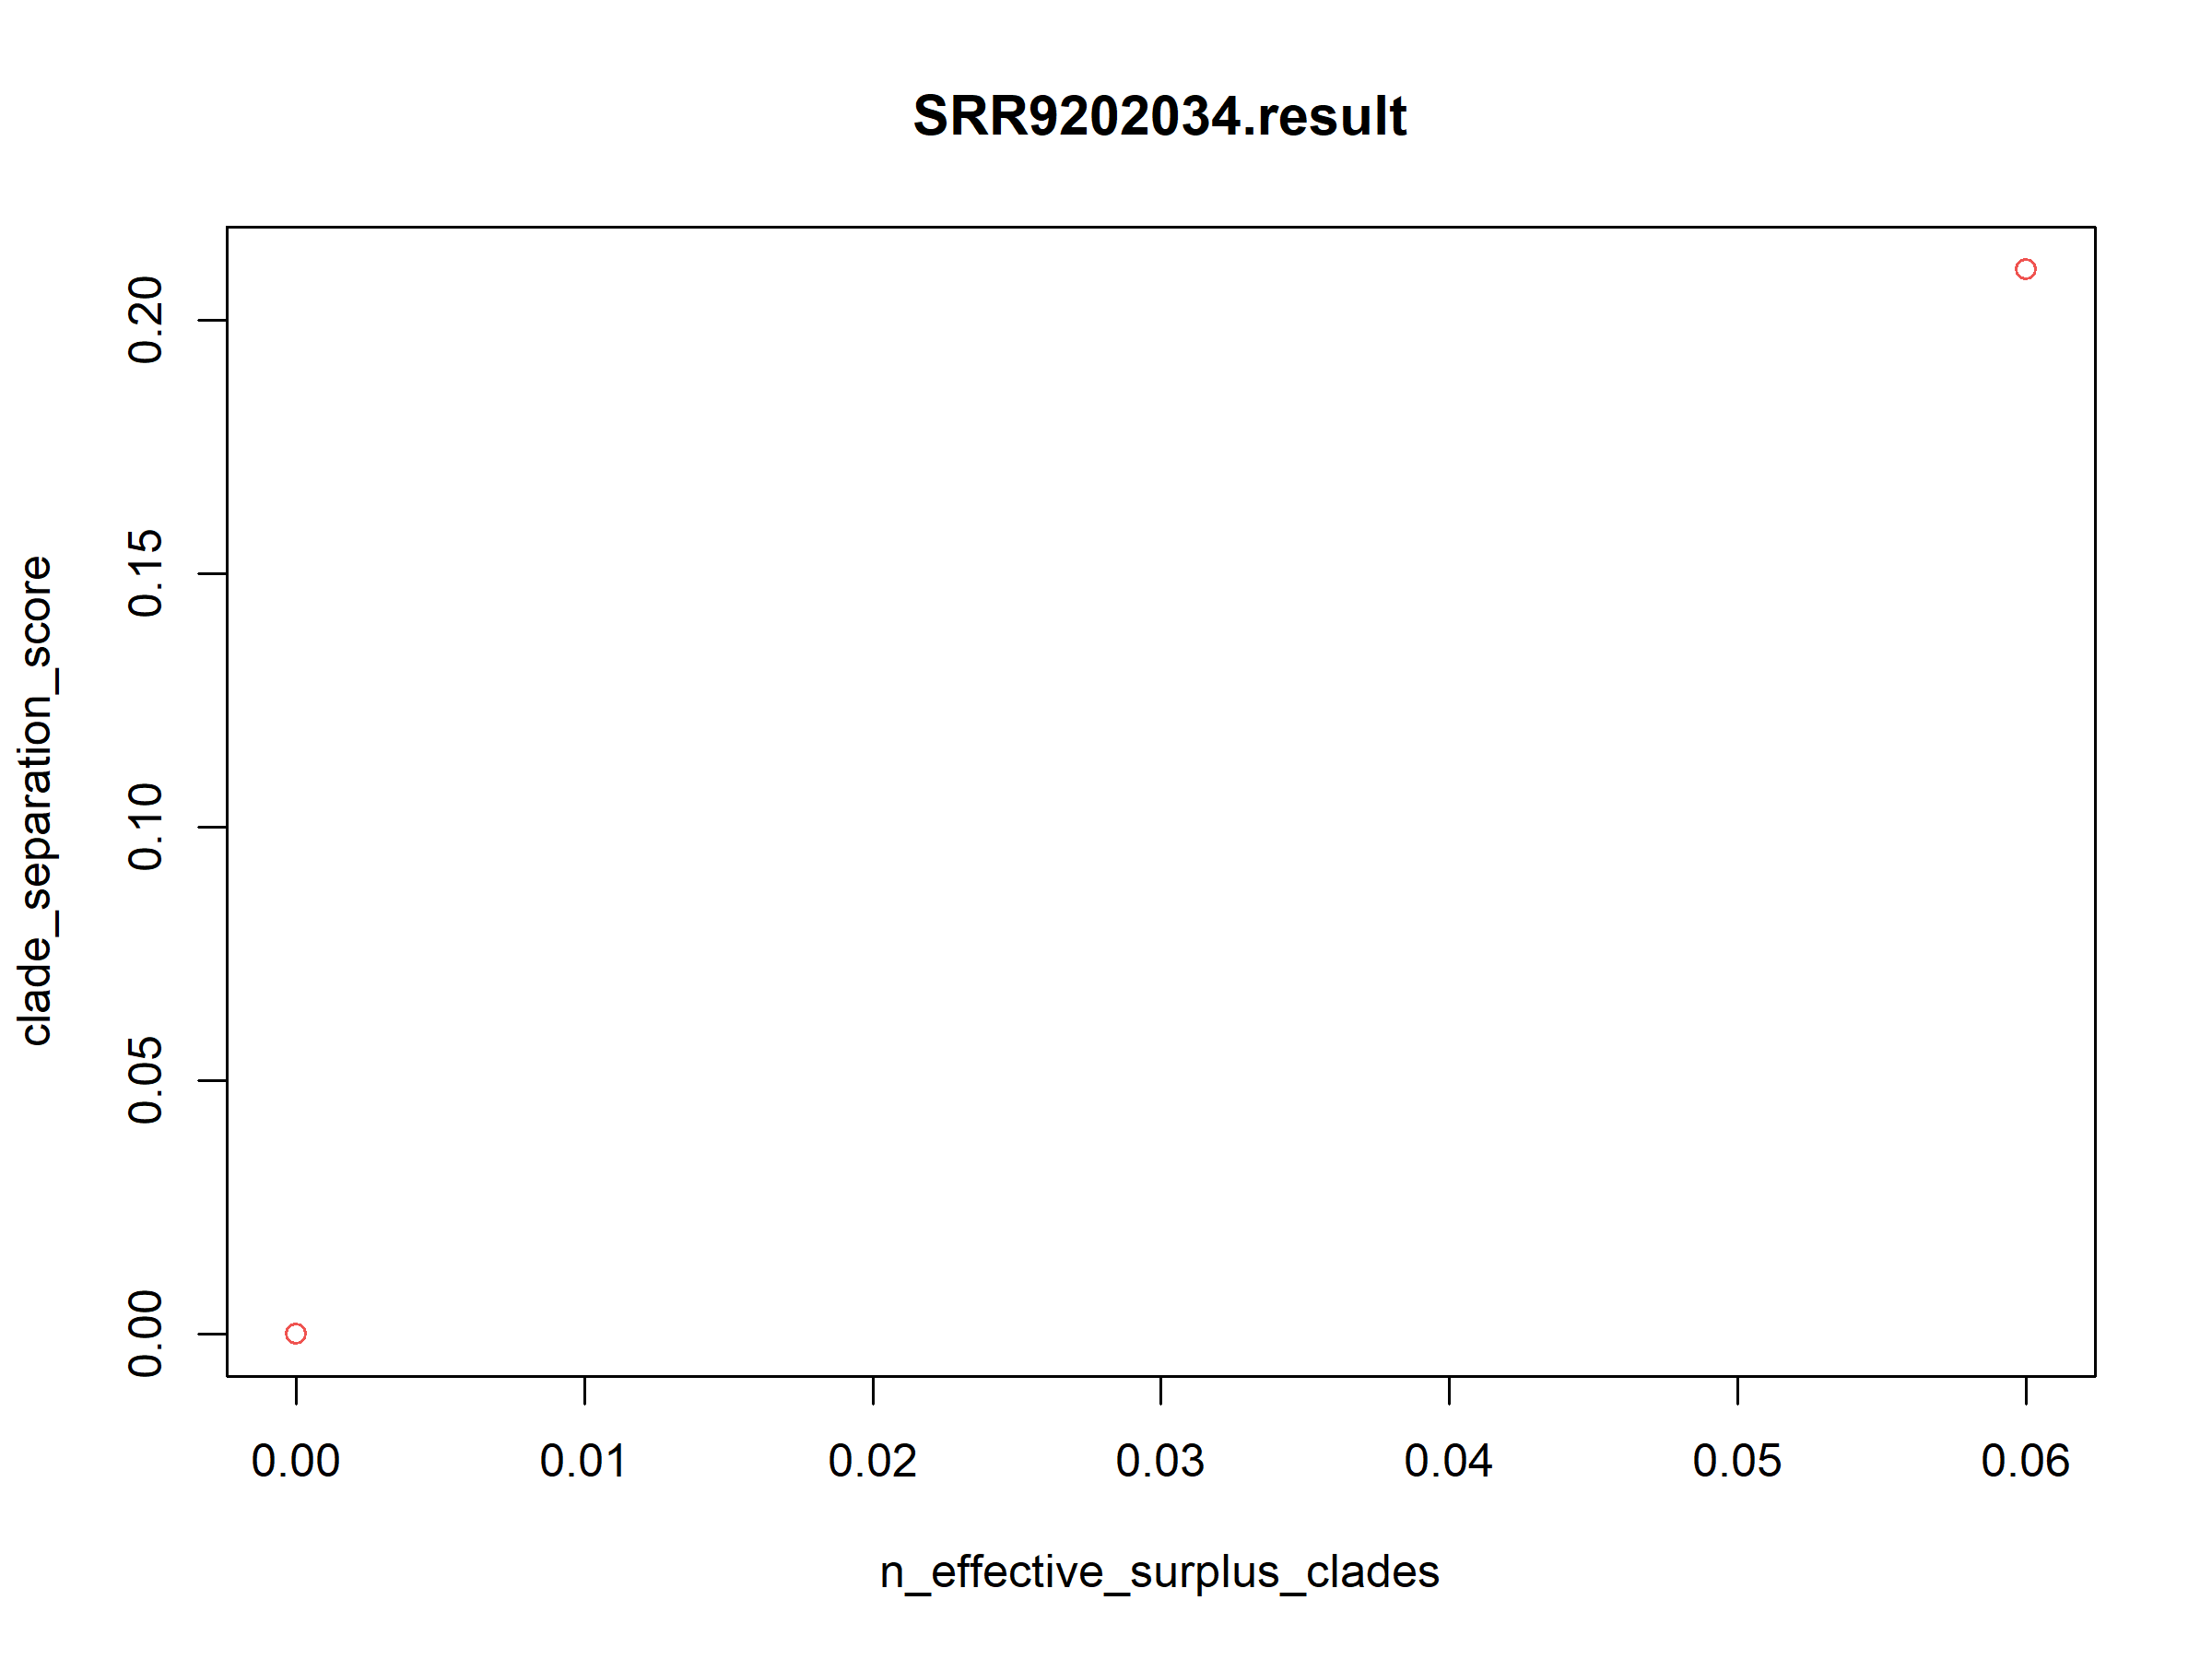 SRR9202034.result
clade_separation_score
0.20
0.15
0.10
0.05
0.00
0.00 0.01 0.02 0.03 0.04 0.05 0.06
n_effective_surplus_clades